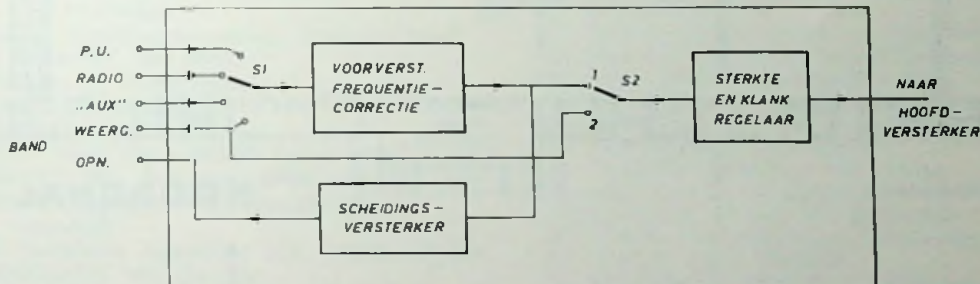 P.U.
RADIO
„AUX”
WEERG.
BAND
OPN.
S1
VOORVERST.
FREQUENTIE–
CORRECTIE
1
S2
2
STERKTE
EN KLANK
REGELAAR
NAAR
HOOFD–
VERSTERKER
SCHEIDINGS–
VERSTERKER